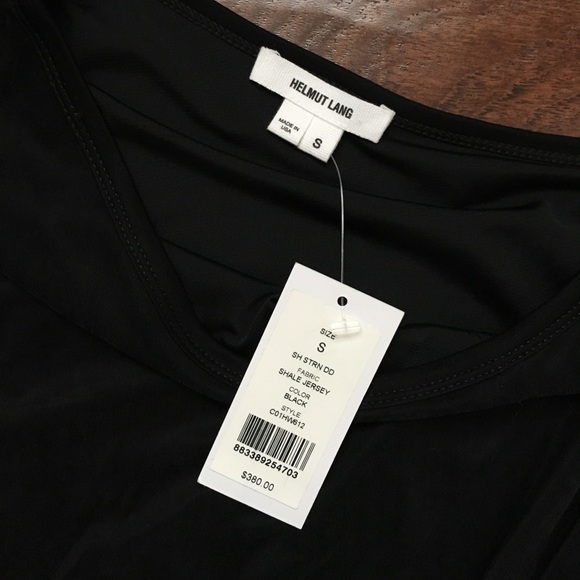 HELMUT LANG
MADE IN
USA
S
SIZE
S
SH STRN DD
FABRIC
SHALE JERSEY
COLOR
BLACK
STYLE
C01HW612
883389254703
$380.00